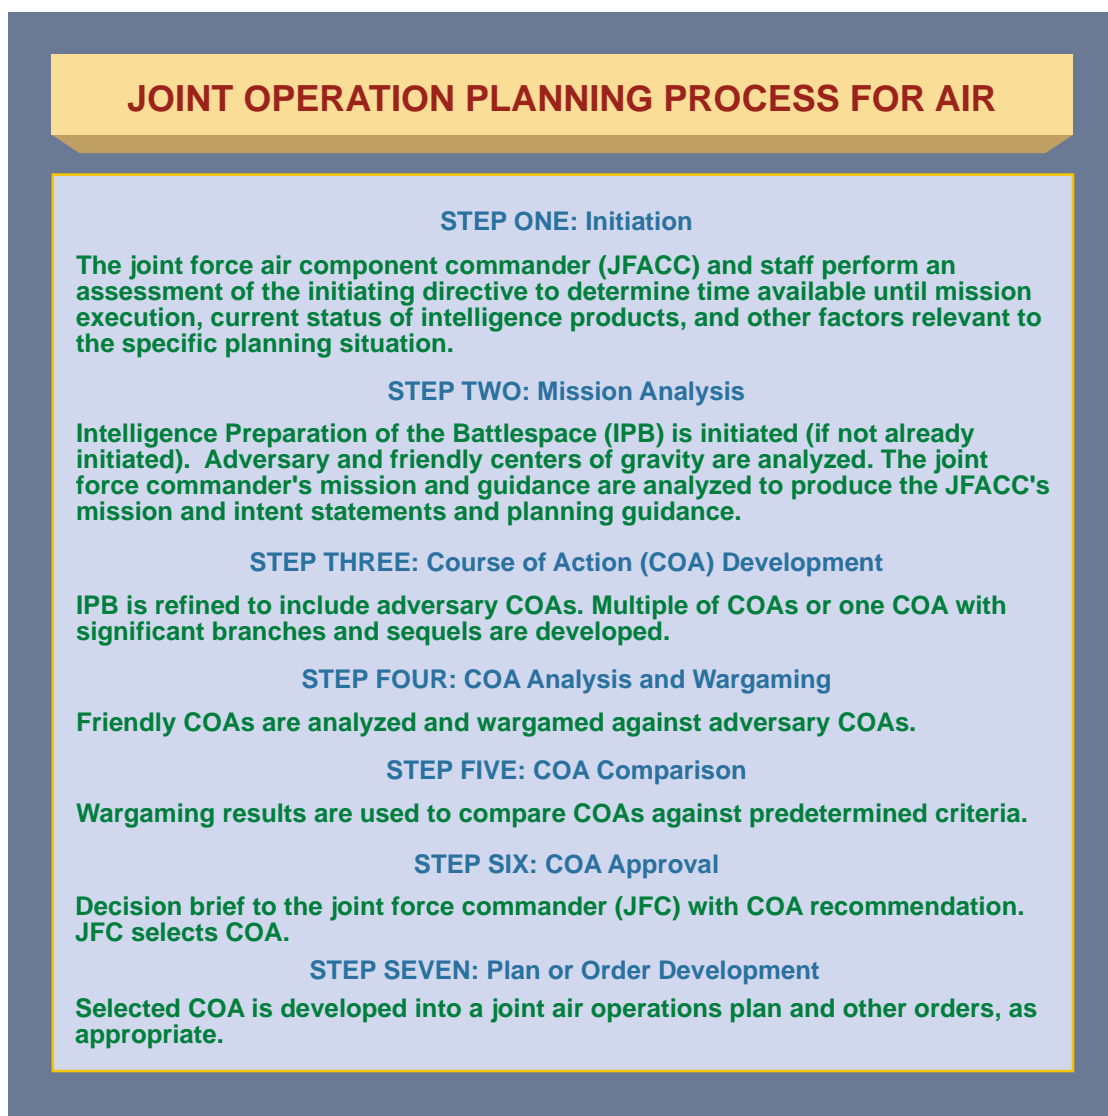 JOINT OPERATION PLANNING PROCESS FOR AIR
STEP ONE: Initiation
The joint force air component commander (JFACC) and staff perform an
assessment of the initiating directive to determine time available until mission
execution, current status of intelligence products, and other factors relevant to
the specific planning situation.
STEP TWO: Mission Analysis
Intelligence Preparation of the Battlespace (IPB) is initiated (if not already
initiated).  Adversary and friendly centers of gravity are analyzed. The joint
force commander's mission and guidance are analyzed to produce the JFACC's
mission and intent statements and planning guidance.
STEP THREE: Course of Action (COA) Development
IPB is refined to include adversary COAs. Multiple of COAs or one COA with
significant branches and sequels are developed.
STEP FOUR: COA Analysis and Wargaming
Friendly COAs are analyzed and wargamed against adversary COAs.
STEP FIVE: COA Comparison
Wargaming results are used to compare COAs against predetermined criteria.
STEP SIX: COA Approval
Decision brief to the joint force commander (JFC) with COA recommendation.
JFC selects COA.
STEP SEVEN: Plan or Order Development
Selected COA is developed into a joint air operations plan and other orders, as
appropriate.